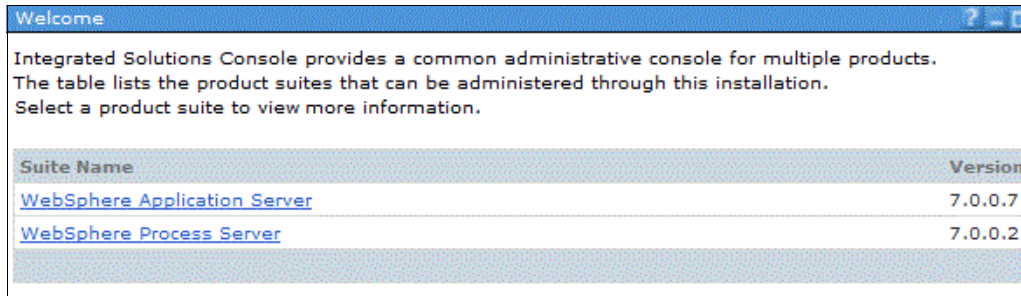 Welcome ? _
Integrated Solutions Console provides a common administrative console for multiple products.
The table lists the product suites that can be administered through this installation.
Select a product suite to view more information.
Suite Name Version
WebSphere Application Server 7.0.0.7
WebSphere Process Server 7.0.0.2